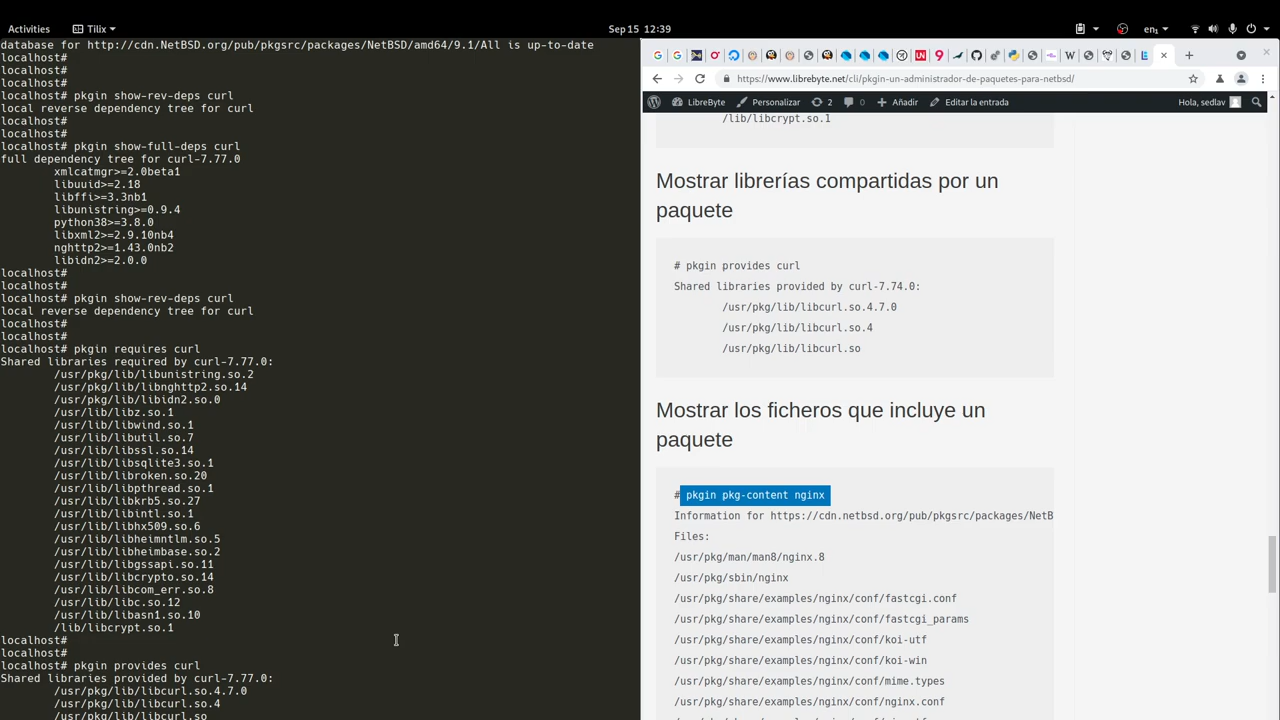 Activities
Tilix
Sep 15 12:39
en₁
database for http://cdn.NetBSD.org/pub/pkgsrc/packages/NetBSD/amd64/9.1/All is up-to-date
localhost#
localhost#
localhost#
localhost# pkgin show-rev-deps curl
local reverse dependency tree for curl
localhost#
localhost#
localhost# pkgin show-full-deps curl
full dependency tree for curl-7.77.0
xmlcatmgr>=2.0beta1
libuuid>=2.18
libffi>=3.3nb1
libunistring>=0.9.4
python38>=3.8.0
libxml2>=2.9.10nb4
nghttp2>=1.43.0nb2
libidn2>=2.0.0
localhost#
localhost#
localhost# pkgin show-rev-deps curl
local reverse dependency tree for curl
localhost#
localhost#
localhost# pkgin requires curl
Shared libraries required by curl-7.77.0:
/usr/pkg/lib/libunistring.so.2
/usr/pkg/lib/libnghttp2.so.14
/usr/pkg/lib/libidn2.so.0
/usr/lib/libz.so.1
/usr/lib/libwind.so.1
/usr/lib/libutil.so.7
/usr/lib/libssl.so.14
/usr/lib/libsqlite3.so.1
/usr/lib/libroken.so.20
/usr/lib/libpthread.so.1
/usr/lib/libkrb5.so.27
/usr/lib/libintl.so.1
/usr/lib/libhx509.so.6
/usr/lib/libheimntlm.so.5
/usr/lib/libheimbase.so.2
/usr/lib/libgssapi.so.11
/usr/lib/libcrypto.so.14
/usr/lib/libcom_err.so.8
/usr/lib/libc.so.12
/usr/lib/libasn1.so.10
/lib/libcrypt.so.1
localhost#
localhost#
localhost# pkgin provides curl
Shared libraries provided by curl-7.77.0:
/usr/pkg/lib/libcurl.so.4.7.0
/usr/pkg/lib/libcurl.so.4
/usr/pkg/lib/libcurl.so
https://www.librebyte.net/cli/pkgin-un-administrador-de-paquetes-para-netbsd/
LibreByte
Personalizar
2
0
Añadir
Editar la entrada
Hola, sedlav
/lib/libcrypt.so.1
Mostrar librerías compartidas por un
paquete
# pkgin provides curl
Shared libraries provided by curl-7.74.0:
/usr/pkg/lib/libcurl.so.4.7.0
/usr/pkg/lib/libcurl.so.4
/usr/pkg/lib/libcurl.so
Mostrar los ficheros que incluye un
paquete
# pkgin pkg-content nginx
Information for https://cdn.netbsd.org/pub/pkgsrc/packages/NetB
Files:
/usr/pkg/man/man8/nginx.8
/usr/pkg/sbin/nginx
/usr/pkg/share/examples/nginx/conf/fastcgi.conf
/usr/pkg/share/examples/nginx/conf/fastcgi_params
/usr/pkg/share/examples/nginx/conf/koi-utf
/usr/pkg/share/examples/nginx/conf/koi-win
/usr/pkg/share/examples/nginx/conf/mime.types
/usr/pkg/share/examples/nginx/conf/nginx.conf